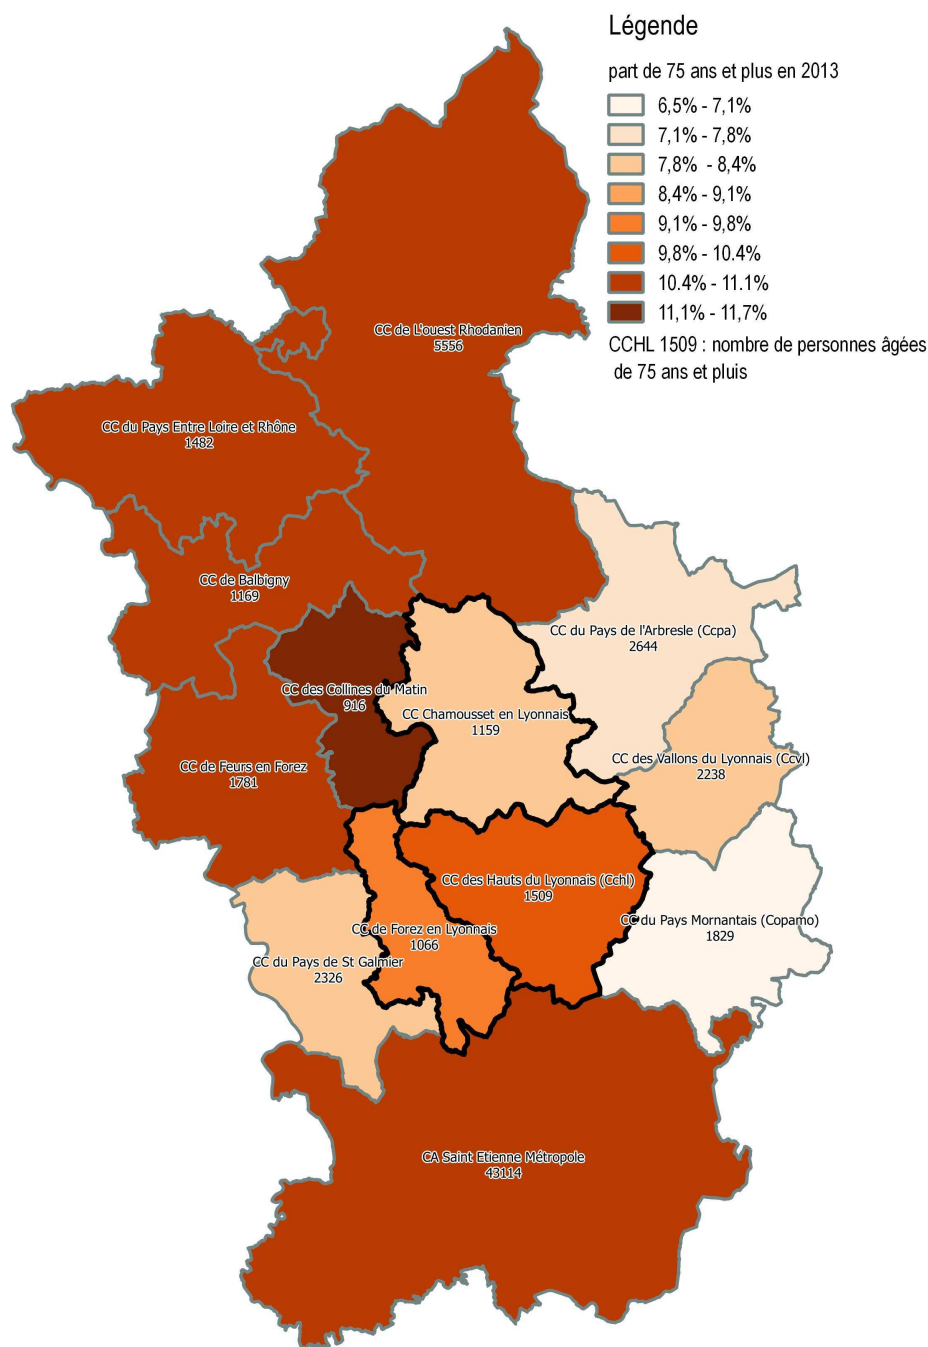 Légende
part de 75 ans et plus en 2013
6,5% - 7,1%
7,1% - 7,8%
7,8% - 8,4%
8,4% - 9,1%
9,1% - 9,8%
9,8% - 10.4%
10.4% - 11.1%
11,1% - 11,7%
CCHL 1509 : nombre de personnes âgées
de 75 ans et pluis
CC de L'ouest Rhodanien
5556
CC du Pays Entre Loire et Rhône
1482
CC de Balbigny
1169
CC du Pays de l'Arbresle (Ccpa)
2644
CC des Collines du Matin
916
CC Chamousset en Lyonnais
1159
CC des Vallons du Lyonnais (Ccvl)
2238
CC de Feurs en Forez
1781
CC des Hauts du Lyonnais (Cchl)
1509
CC du Pays Mornantais (Copamo)
1829
CC de Forez en Lyonnais
1066
CC du Pays de St Galmier
2326
CA Saint Etienne Métropole
43114